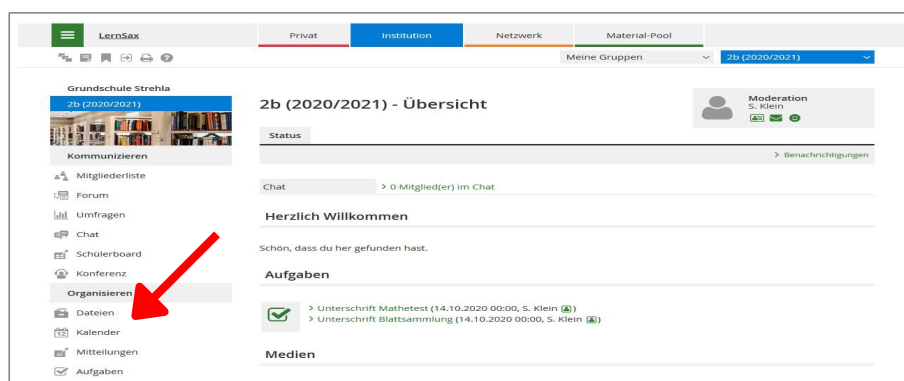 LernSax
Privat
Institution
Netzwerk
Material-Pool
Meine Gruppen
2b (2020/2021)
Grundschule Strehla
2b (2020/2021)
Kommunizieren
Mitgliederliste
Forum
Umfragen
Chat
Schülerboard
Konferenz
Organisieren
Dateien
12 Kalender
Mitteilungen
Aufgaben
2b (2020/2021) - Übersicht
Moderation
S. Klein
Status
> Benachrichtigungen
Chat
> 0 Mitglied(er) im Chat
Herzlich Willkommen
Schön, dass du her gefunden hast.
Aufgaben
> Unterschrift Mathetest (14.10.2020 00:00, S. Klein)
> Unterschrift Blattsammlung (14.10.2020 00:00, S. Klein)
Medien